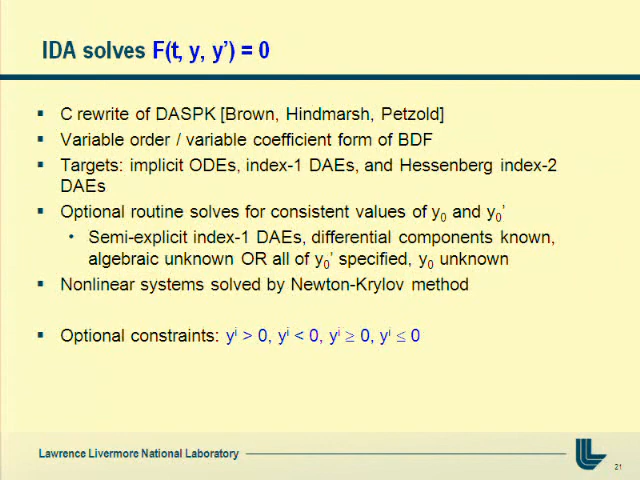 IDA solves F(t, y, y’) = 0
▪ C rewrite of DASPK [Brown, Hindmarsh, Petzold]
▪ Variable order / variable coefficient form of BDF
▪ Targets: implicit ODEs, index-1 DAEs, and Hessenberg index-2
DAEs
▪ Optional routine solves for consistent values of y₀ and y₀’
• Semi-explicit index-1 DAEs, differential components known,
algebraic unknown OR all of y₀’ specified, y₀ unknown
▪ Nonlinear systems solved by Newton-Krylov method
▪ Optional constraints: yⁱ > 0, yⁱ < 0, yⁱ ≥ 0, yⁱ ≤ 0
Lawrence Livermore National Laboratory
21